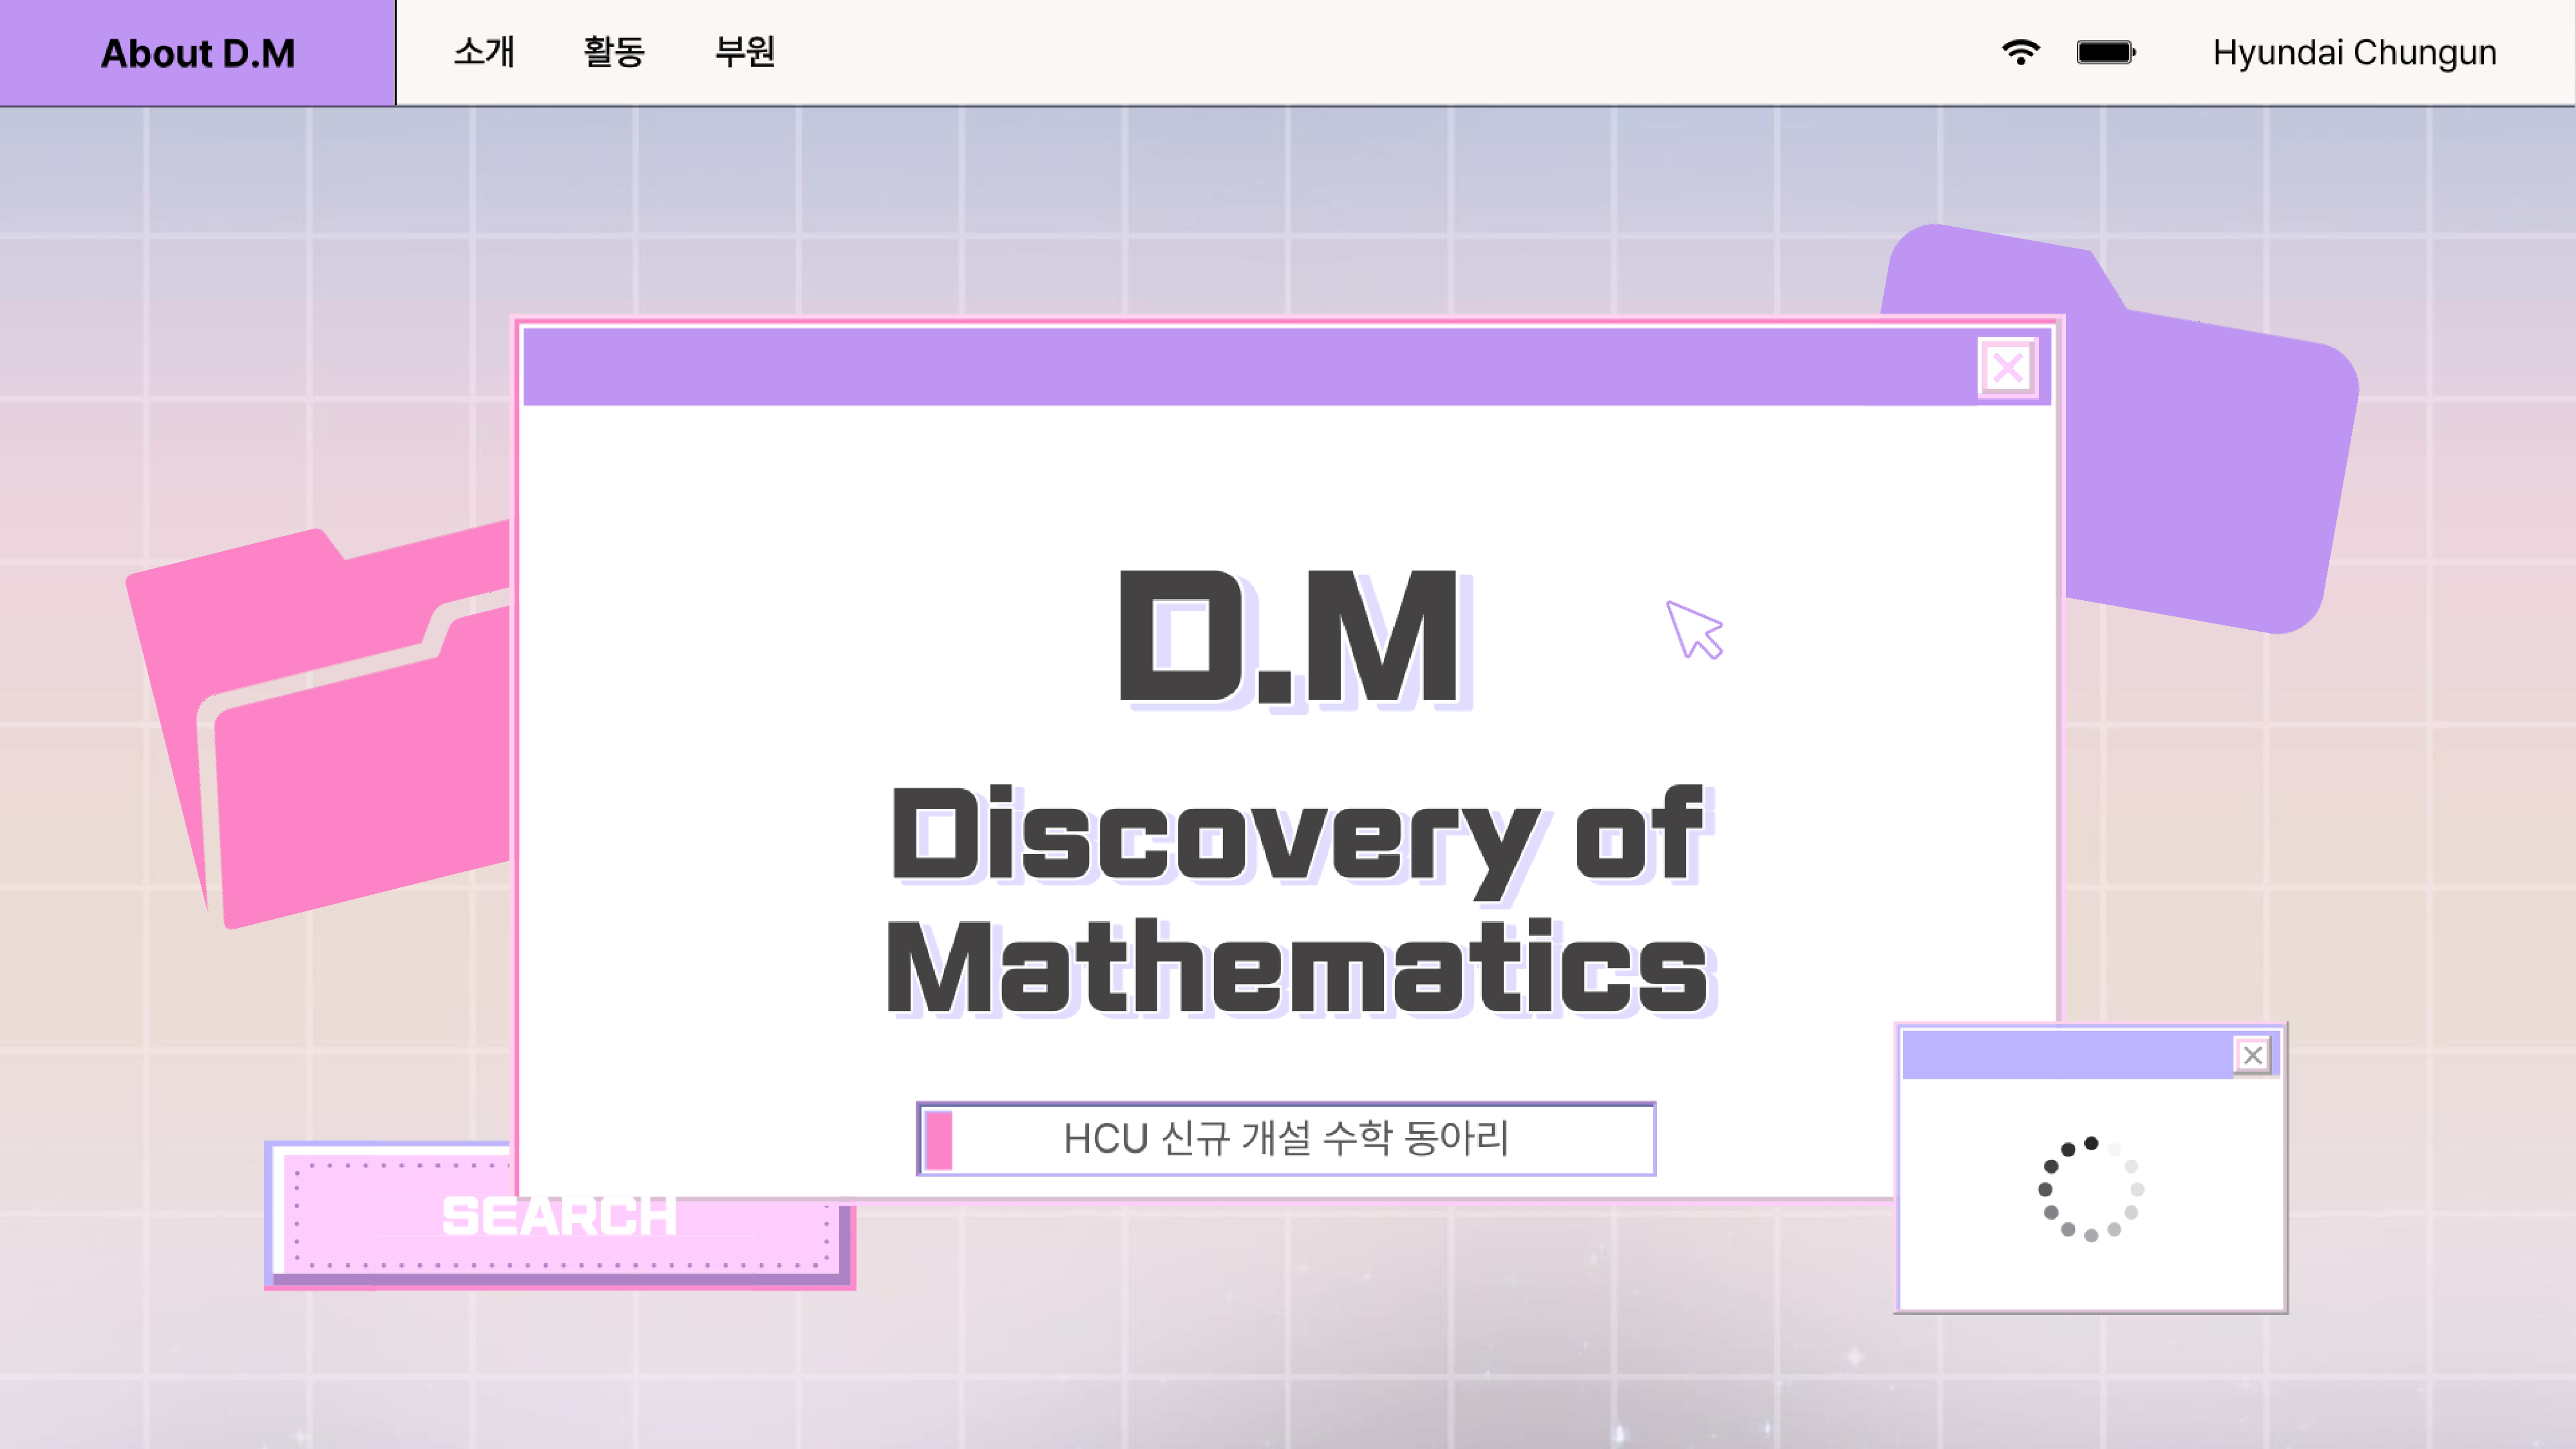 About D.M
소개 활동 부원
Hyundai Chungun
D.M
Discovery of
Mathematics
HCU 신규 개설 수학 동아리
SEARCH